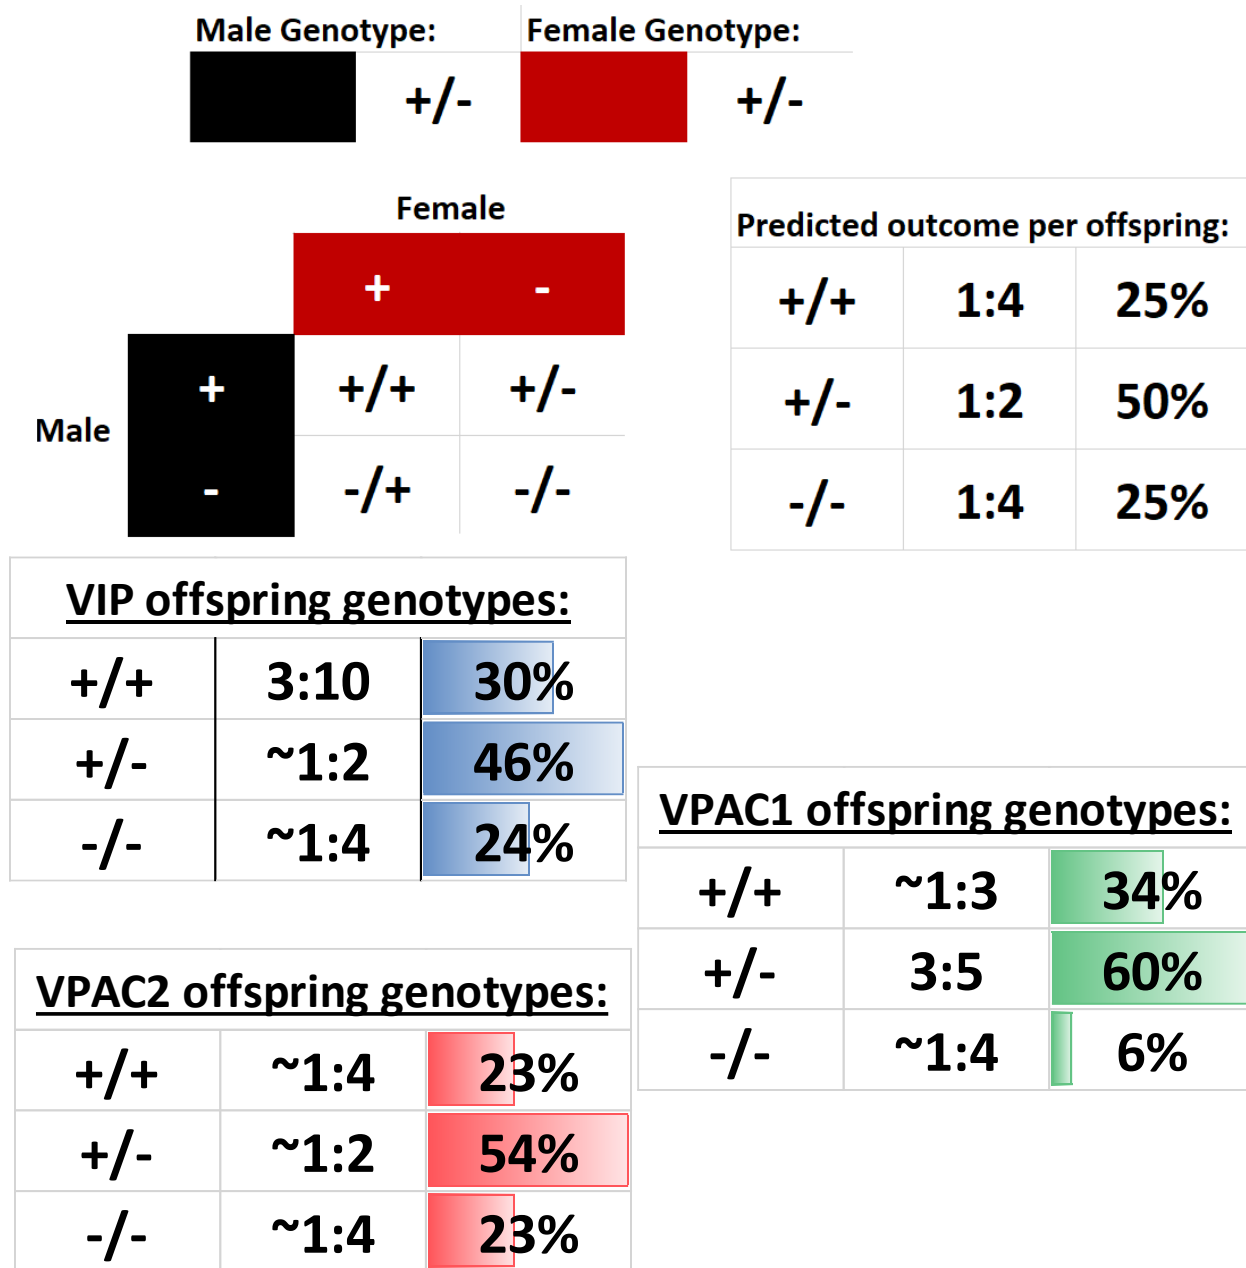 Male Genotype: Female Genotype:
+/- +/-
Female
+ -
Male
+ +/+ +/-
- -/+ -/-
Predicted outcome per offspring:
+/+ 1:4 25%
+/- 1:2 50%
-/- 1:4 25%
VIP offspring genotypes:
+/+ 3:10 30%
+/- ~1:2 46%
-/- ~1:4 24%
VPAC1 offspring genotypes:
+/+ ~1:3 34%
+/- 3:5 60%
-/- ~1:4 6%
VPAC2 offspring genotypes:
+/+ ~1:4 23%
+/- ~1:2 54%
-/- ~1:4 23%